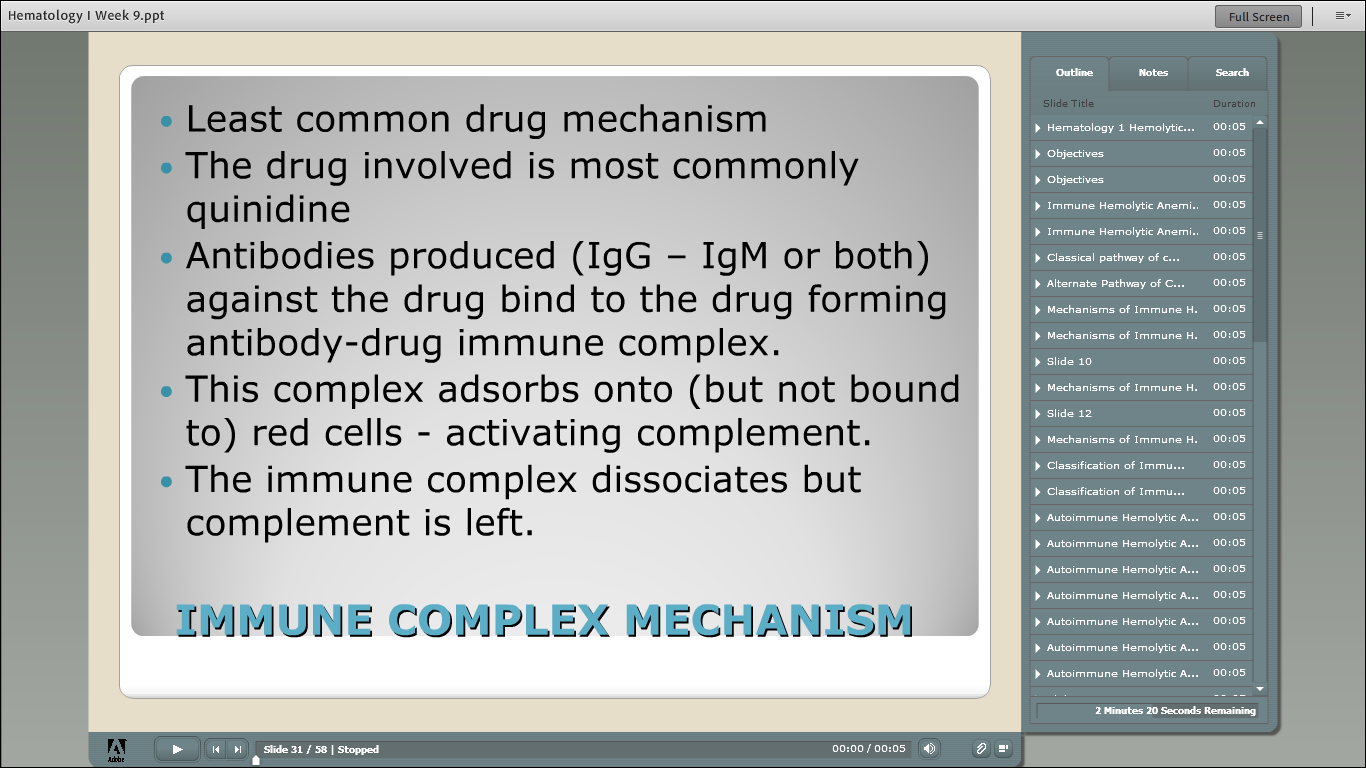 Hematology I Week 9.ppt
Full Screen
• Least common drug mechanism
• The drug involved is most commonly
quinidine
• Antibodies produced (IgG – IgM or both)
against the drug bind to the drug forming
antibody-drug immune complex.
• This complex adsorbs onto (but not bound
to) red cells - activating complement.
• The immune complex dissociates but
complement is left.
IMMUNE COMPLEX MECHANISM
Outline Notes Search
Slide Title Duration
Hematology 1 Hemolytic... 00:05
Objectives 00:05
Objectives 00:05
Immune Hemolytic Anemi.. 00:05
Immune Hemolytic Anemi.. 00:05
Classical pathway of c... 00:05
Alternate Pathway of C... 00:05
Mechanisms of Immune H. 00:05
Mechanisms of Immune H. 00:05
Slide 10 00:05
Mechanisms of Immune H. 00:05
Slide 12 00:05
Mechanisms of Immune H. 00:05
Classification of Immu... 00:05
Classification of Immu... 00:05
Autoimmune Hemolytic A... 00:05
Autoimmune Hemolytic A... 00:05
Autoimmune Hemolytic A... 00:05
Autoimmune Hemolytic A... 00:05
Autoimmune Hemolytic A... 00:05
Autoimmune Hemolytic A... 00:05
Autoimmune Hemolytic A... 00:05
2 Minutes 20 Seconds Remaining
Adobe
Slide 31 / 58 | Stopped
00:00 / 00:05